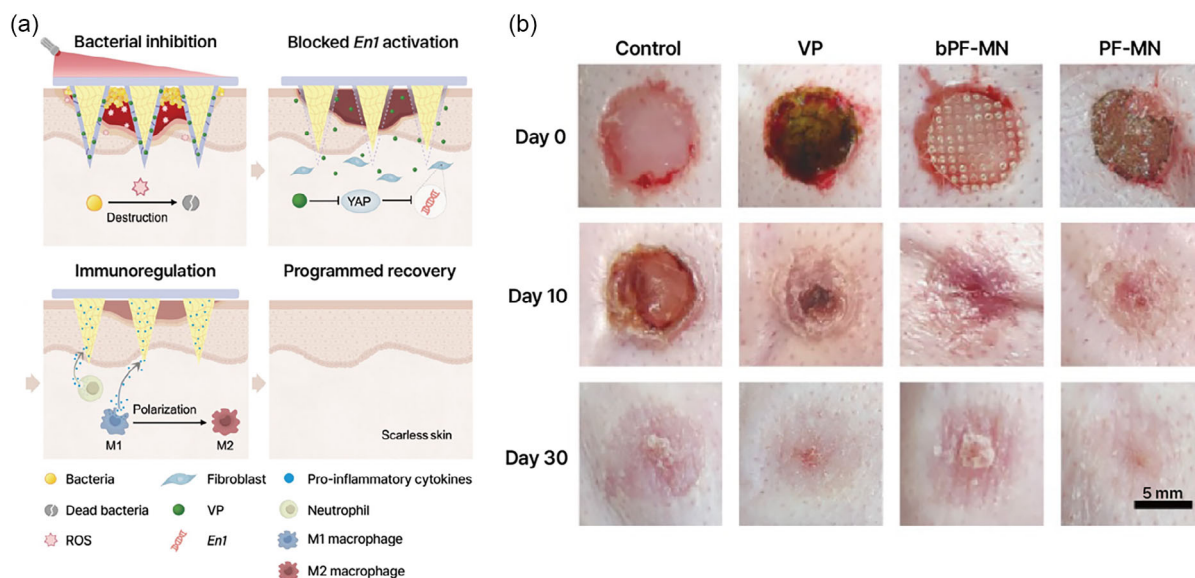 (a)
Bacterial inhibition
Blocked En1 activation
ROS
Destruction
YAP
Immunoregulation
Programmed recovery
Polarization
M1
M2
Scarless skin
Bacteria
Fibroblast
Pro-inflammatory cytokines
Dead bacteria
VP
Neutrophil
ROS
En1
M1 macrophage
M2 macrophage
(b)
Control
VP
bPF-MN
PF-MN
Day 0
Day 10
Day 30
5 mm